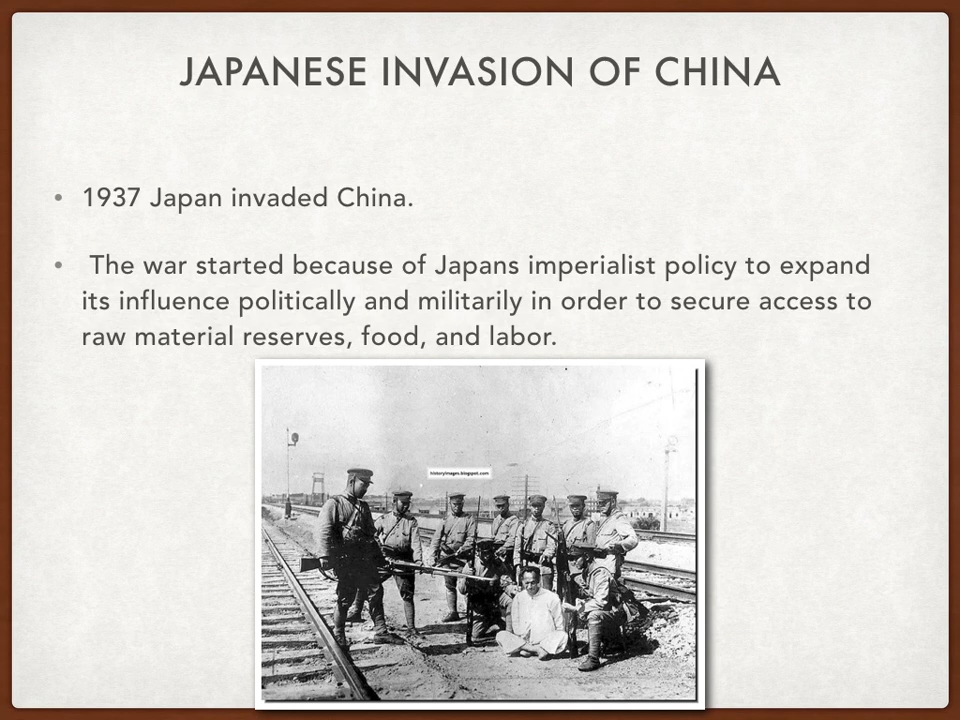 JAPANESE INVASION OF CHINA
• 1937 Japan invaded China.
• The war started because of Japans imperialist policy to expand
its influence politically and militarily in order to secure access to
raw material reserves, food, and labor.
historyimages.blogspot.com